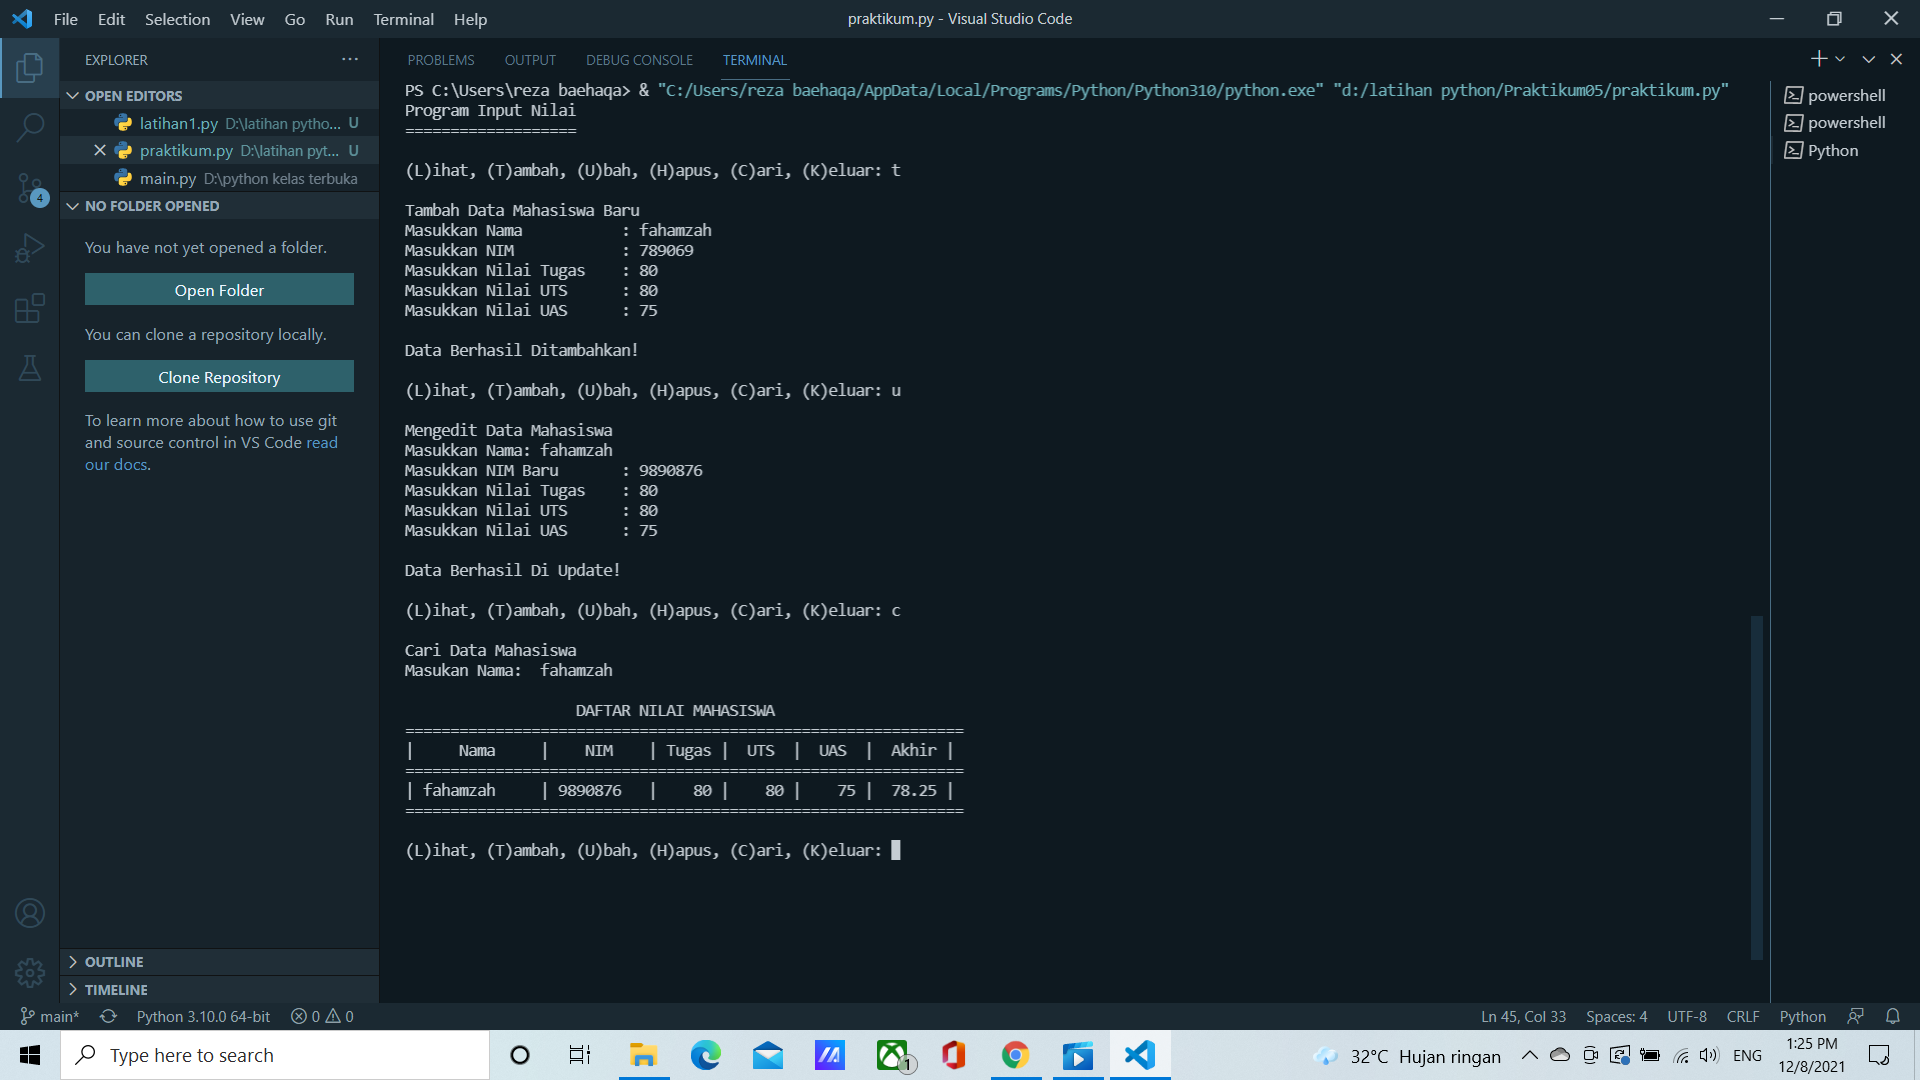 File Edit Selection View Go Run Terminal Help
praktikum.py - Visual Studio Code
EXPLORER
OPEN EDITORS
latihan1.py D:\latihan pytho... U
praktikum.py D:\latihan pyt... U
main.py D:\python kelas terbuka
NO FOLDER OPENED
You have not yet opened a folder.
Open Folder
You can clone a repository locally.
Clone Repository
To learn more about how to use git
and source control in VS Code read
our docs.
OUTLINE
TIMELINE
4
PROBLEMS OUTPUT DEBUG CONSOLE TERMINAL
PS C:\Users\reza baehaqa> & "C:/Users/reza baehaqa/AppData/Local/Programs/Python/Python310/python.exe" "d:/latihan python/Praktikum05/praktikum.py"
Program Input Nilai
===================
(L)ihat, (T)ambah, (U)bah, (H)apus, (C)ari, (K)eluar: t
Tambah Data Mahasiswa Baru
Masukkan Nama           : fahamzah
Masukkan NIM            : 789069
Masukkan Nilai Tugas    : 80
Masukkan Nilai UTS      : 80
Masukkan Nilai UAS      : 75
Data Berhasil Ditambahkan!
(L)ihat, (T)ambah, (U)bah, (H)apus, (C)ari, (K)eluar: u
Mengedit Data Mahasiswa
Masukkan Nama: fahamzah
Masukkan NIM Baru       : 9890876
Masukkan Nilai Tugas    : 80
Masukkan Nilai UTS      : 80
Masukkan Nilai UAS      : 75
Data Berhasil Di Update!
(L)ihat, (T)ambah, (U)bah, (H)apus, (C)ari, (K)eluar: c
Cari Data Mahasiswa
Masukan Nama:  fahamzah
DAFTAR NILAI MAHASISWA
==============================================================
|     Nama     |    NIM    | Tugas |  UTS  |  UAS  |  Akhir |
==============================================================
| fahamzah     | 9890876   |    80 |    80 |    75 |  78.25 |
==============================================================
(L)ihat, (T)ambah, (U)bah, (H)apus, (C)ari, (K)eluar:
powershell
powershell
Python
main* Python 3.10.0 64-bit 0 0
Ln 45, Col 33 Spaces: 4 UTF-8 CRLF Python
Type here to search
1
32°C Hujan ringan
ENG
1:25 PM
12/8/2021